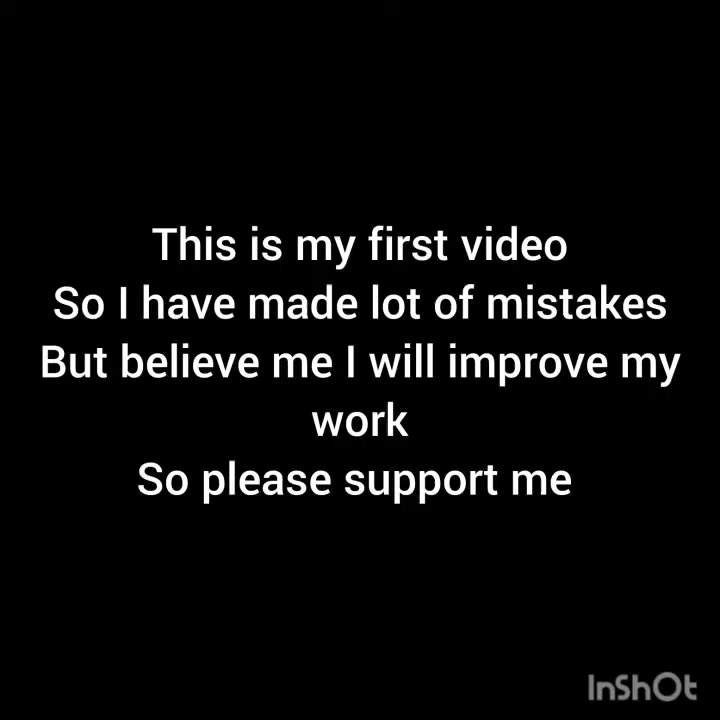 This is my first video
So I have made lot of mistakes
But believe me I will improve my
work
So please support me
InShOt